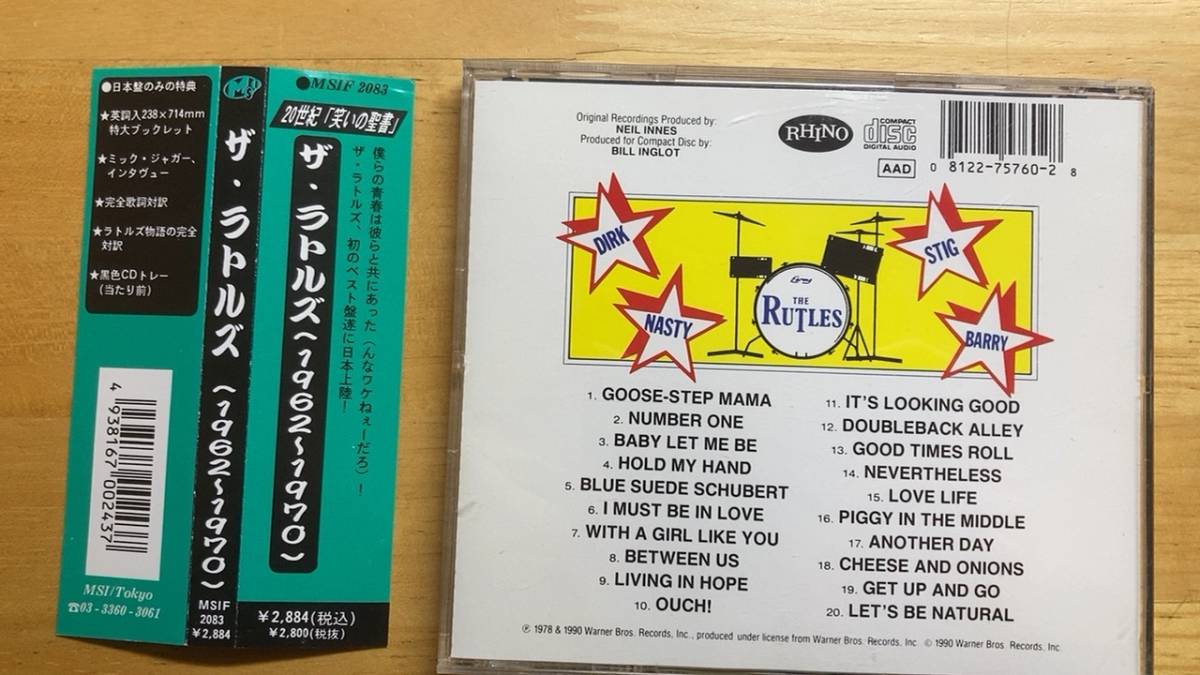 ●日本盤のみの特典
★英詞入238×714mm
特大ブックレット
★ミック・ジャガー、
インタヴュー
★完全歌詞対訳
★ラトルズ物語の完全
対訳
★黒色CDトレー
(当たり前)
4 938167 002437
MSI/Tokyo
☎03-3360-3061
ザ・ラトルズ(1962〜1970)
MSIF
2083
¥2,884
●MSIF 2083
20世紀「笑いの聖書」
僕らの青春は彼らと共にあった(んなワケねぇーだろ)!
ザ・ラトルズ、初のベスト盤遂に日本上陸!
ザ・ラトルズ(1962〜1970)
¥2,884(税込)
¥2,800(税抜)
Original Recordings Produced by:
NEIL INNES
Produced for Compact Disc by:
BILL INGLOT
RHINO
COMPACT
disc
DIGITAL AUDIO
AAD
0 8122-75760-2 8
DIRK
NASTY
STIG
BARRY
THE
RUTLES
1. GOOSE-STEP MAMA
2. NUMBER ONE
3. BABY LET ME BE
4. HOLD MY HAND
5. BLUE SUEDE SCHUBERT
6. I MUST BE IN LOVE
7. WITH A GIRL LIKE YOU
8. BETWEEN US
9. LIVING IN HOPE
10. OUCH!
11. IT'S LOOKING GOOD
12. DOUBLEBACK ALLEY
13. GOOD TIMES ROLL
14. NEVERTHELESS
15. LOVE LIFE
16. PIGGY IN THE MIDDLE
17. ANOTHER DAY
18. CHEESE AND ONIONS
19. GET UP AND GO
20. LET'S BE NATURAL
℗ 1978 & 1990 Warner Bros. Records, Inc., produced under license from Warner Bros. Records, Inc. © 1990 Warner Bros. Records, Inc.